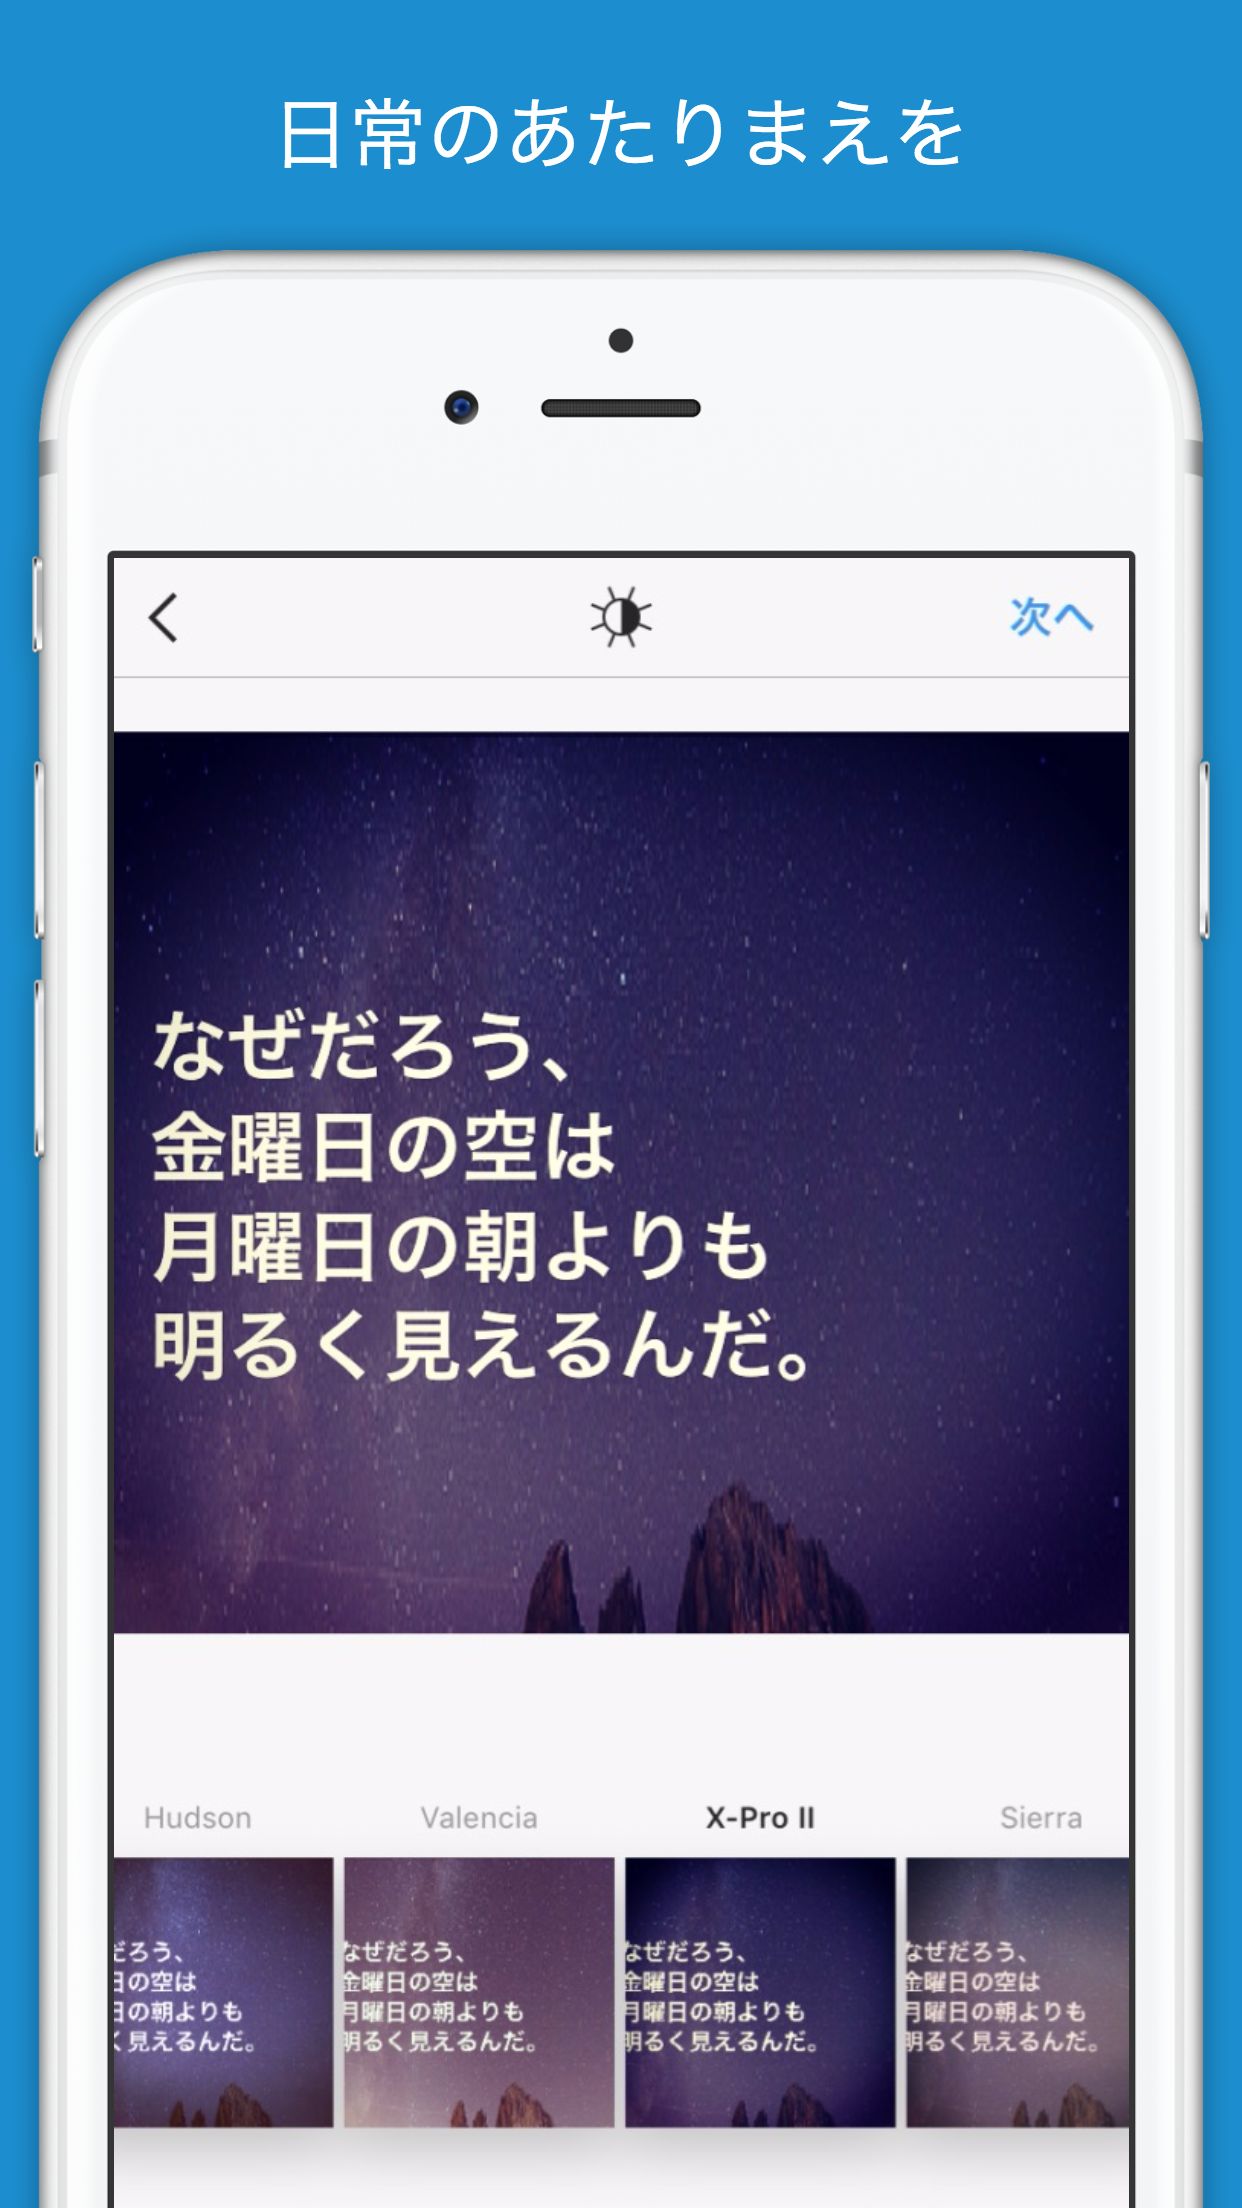 日常のあたりまえを
次へ
なぜだろう、
金曜日の空は
月曜日の朝よりも
明るく見えるんだ。
Hudson
Valencia
X-Pro II
Sierra
だろう、
日の空は
日の朝よりも
く見えるんだ。
なぜだろう、
金曜日の空は
月曜日の朝よりも
明るく見えるんだ。
なぜだろう、
金曜日の空は
月曜日の朝よりも
明るく見えるんだ。
なぜだろう、
金曜日の空は
月曜日の朝よりも
明るく見えるんだ。